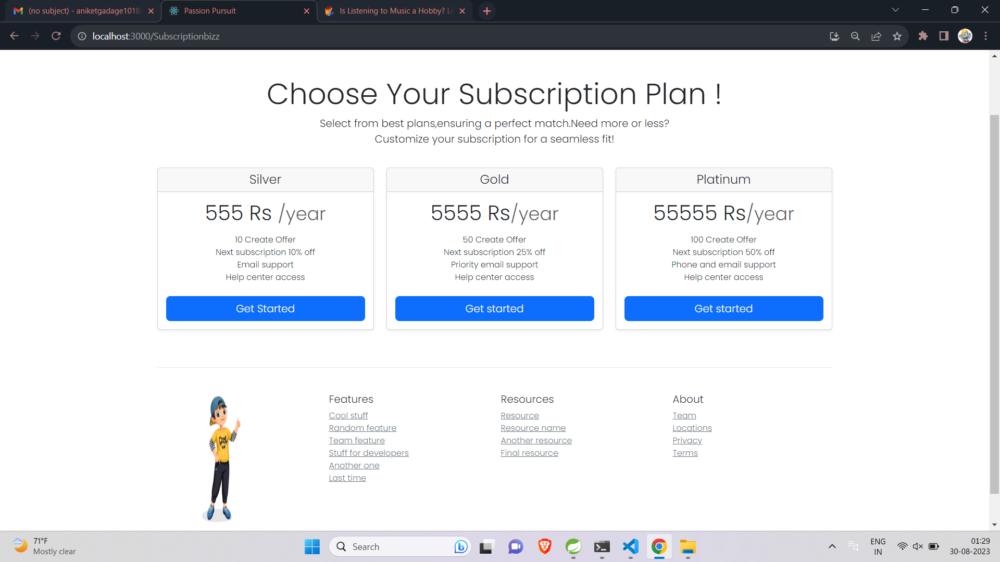 (no subject) - aniketgadage1018
Passion Pursuit
Is Listening to Music a Hobby? Le
localhost:3000/Subscriptionbizz
Choose Your Subscription Plan !
Select from best plans,ensuring a perfect match.Need more or less?
Customize your subscription for a seamless fit!
Silver
555 Rs /year
10 Create Offer
Next subscription 10% off
Email support
Help center access
Get Started
Gold
5555 Rs/year
50 Create Offer
Next subscription 25% off
Priority email support
Help center access
Get started
Platinum
55555 Rs/year
100 Create Offer
Next subscription 50% off
Phone and email support
Help center access
Get started
COOL
Features
Cool stuff
Random feature
Team feature
Stuff for developers
Another one
Last time
Resources
Resource
Resource name
Another resource
Final resource
About
Team
Locations
Privacy
Terms
71°F
Mostly clear
Search
ENG
IN
01:29
30-08-2023